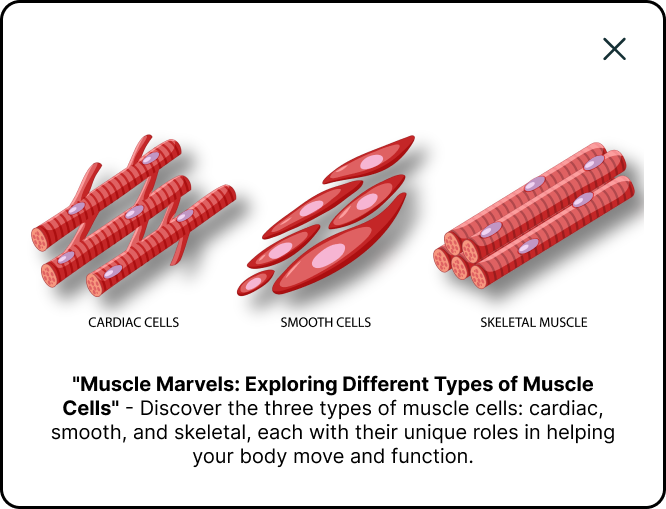 CARDIAC CELLS SMOOTH CELLS SKELETAL MUSCLE
"Muscle Marvels: Exploring Different Types of Muscle
Cells" - Discover the three types of muscle cells: cardiac,
smooth, and skeletal, each with their unique roles in helping
your body move and function.